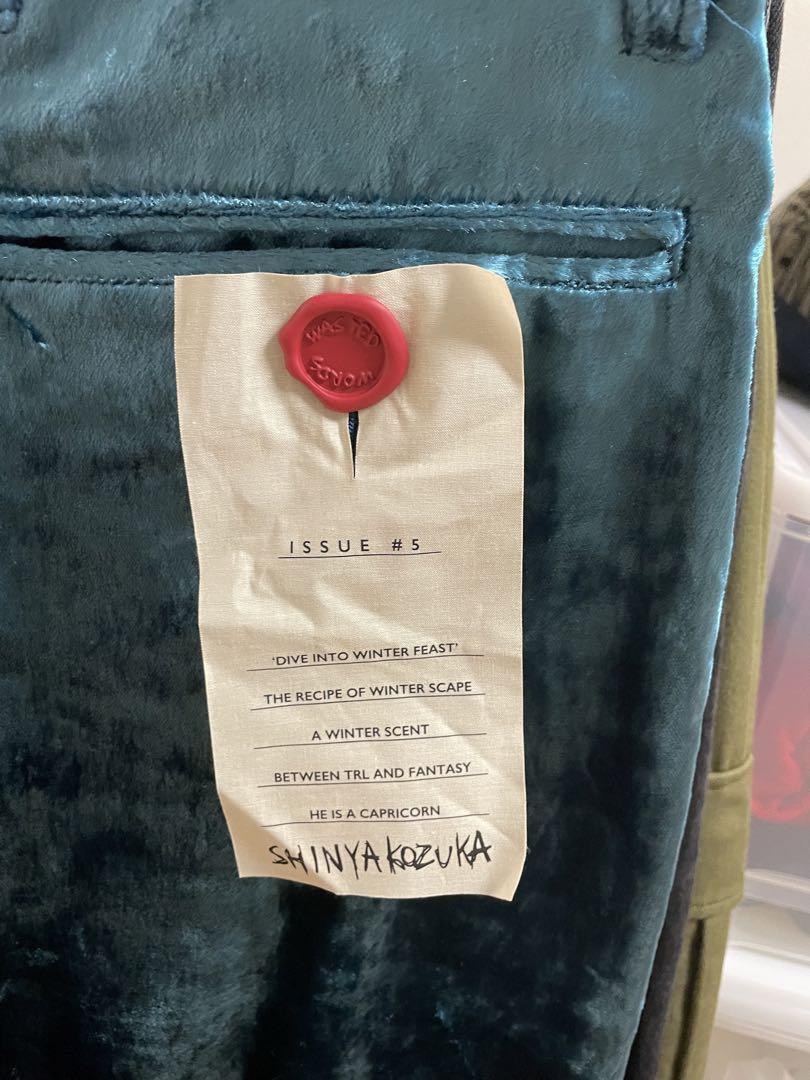 WASTED
WORDS
ISSUE #5
'DIVE INTO WINTER FEAST'
THE RECIPE OF WINTER SCAPE
A WINTER SCENT
BETWEEN TRL AND FANTASY
HE IS A CAPRICORN
SHINYAKOZUKA